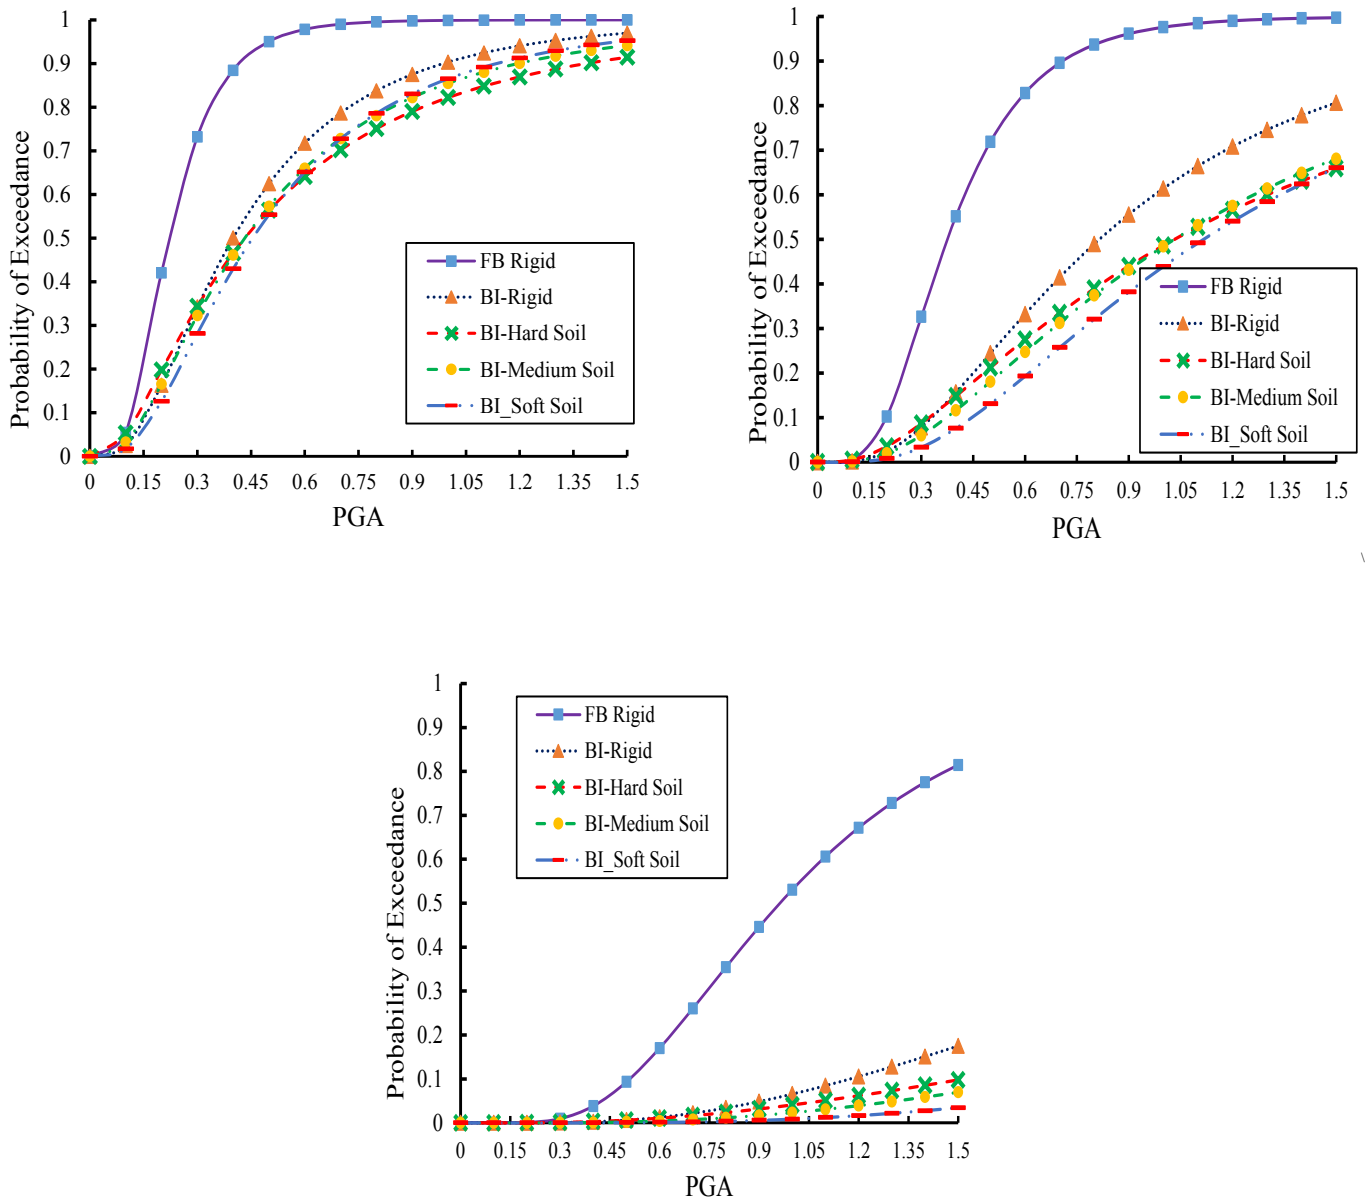 1
0.9
0.8
0.7
0.6
0.5
0.4
0.3
0.2
0.1
0
Probability of Exceedance
0 0.15 0.3 0.45 0.6 0.75 0.9 1.05 1.2 1.35 1.5
PGA
FB Rigid
BI-Rigid
BI-Hard Soil
BI-Medium Soil
BI_Soft Soil
1
0.9
0.8
0.7
0.6
0.5
0.4
0.3
0.2
0.1
0
Probability of Exceedance
0 0.15 0.3 0.45 0.6 0.75 0.9 1.05 1.2 1.35 1.5
PGA
FB Rigid
BI-Rigid
BI-Hard Soil
BI-Medium Soil
BI_Soft Soil
\
1
0.9
0.8
0.7
0.6
0.5
0.4
0.3
0.2
0.1
0
Probability of Exceedance
0 0.15 0.3 0.45 0.6 0.75 0.9 1.05 1.2 1.35 1.5
PGA
FB Rigid
BI-Rigid
BI-Hard Soil
BI-Medium Soil
BI_Soft Soil